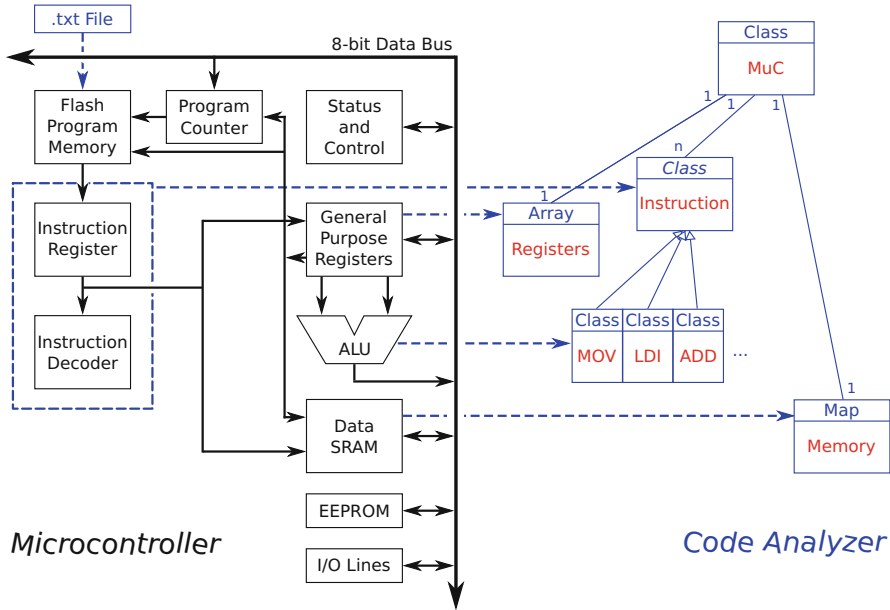 .txt File
8-bit Data Bus
Flash
Program
Memory
Program
Counter
Status
and
Control
Instruction
Register
General
Purpose
Registers
Instruction
Decoder
ALU
Data
SRAM
EEPROM
I/O Lines
Microcontroller
Class
MuC
1
1
1
n
1
Class
Instruction
Array
Registers
Class
MOV
Class
LDI
Class
ADD
...
1
Map
Memory
Code Analyzer